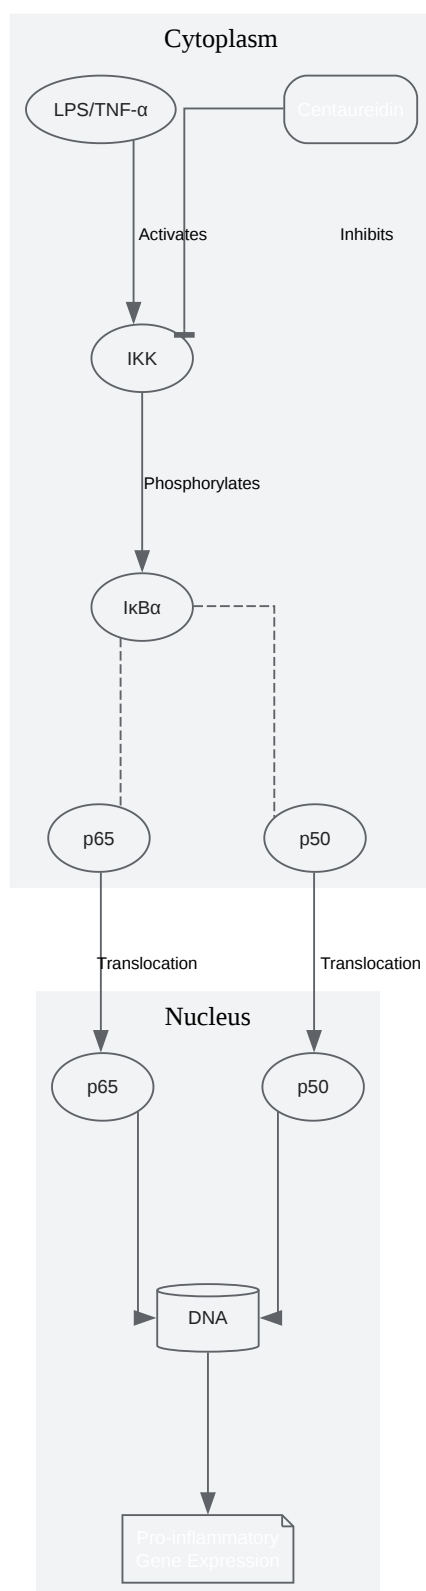 Cytoplasm
LPS/TNF-α
Centaureidin
Activates
Inhibits
IKK
Phosphorylates
IκBα
p65
p50
Translocation
Translocation
Nucleus
p65
p50
DNA
Pro-inflammatory
Gene Expression